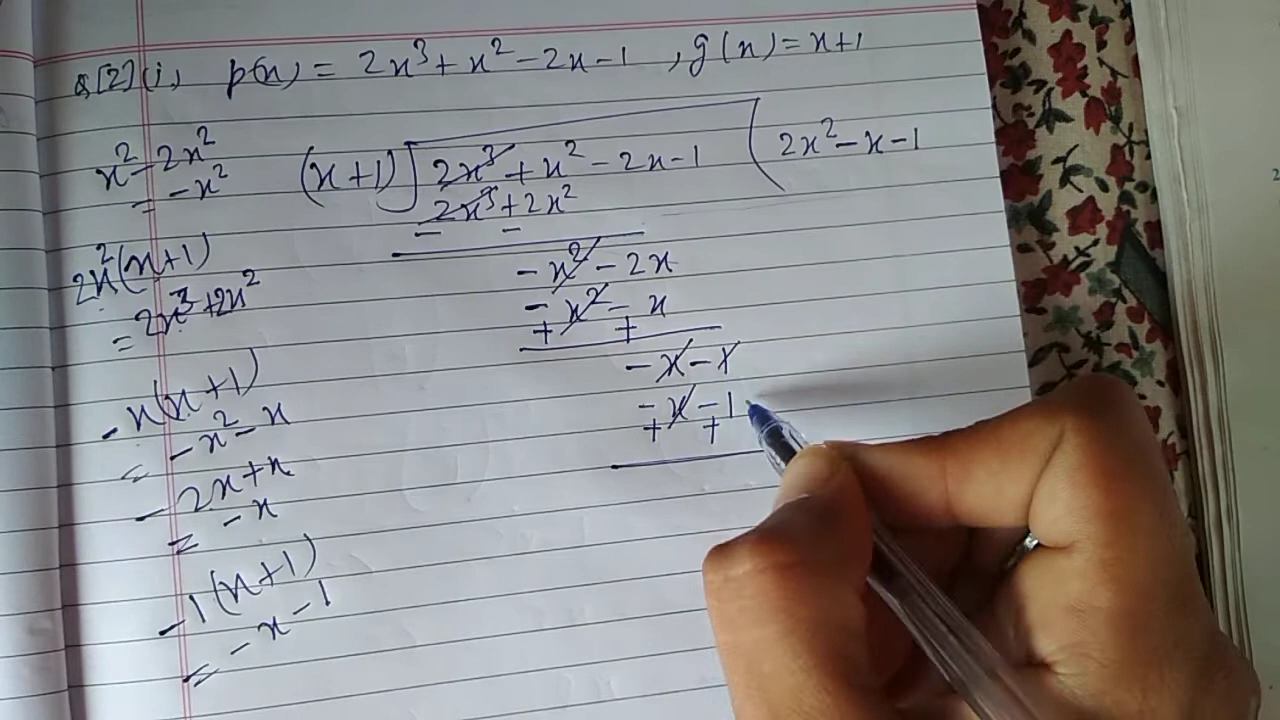 Q[2] (i) p(x) = 2x³ + x² - 2x - 1 , g(x) = x+1
x² - 2x²
= -x²
2x²(x+1)
= 2x³ + 2x²
-x(x+1)
= -x² - x
- 2x + x
= - x
-1(x+1)
= - x - 1
(x+1) 2x³ + x² - 2x - 1 ( 2x² - x - 1
2x³ + 2x²
- -
- x² - 2x
- x² - x
+ +
- x - 1
- x - 1
+ +